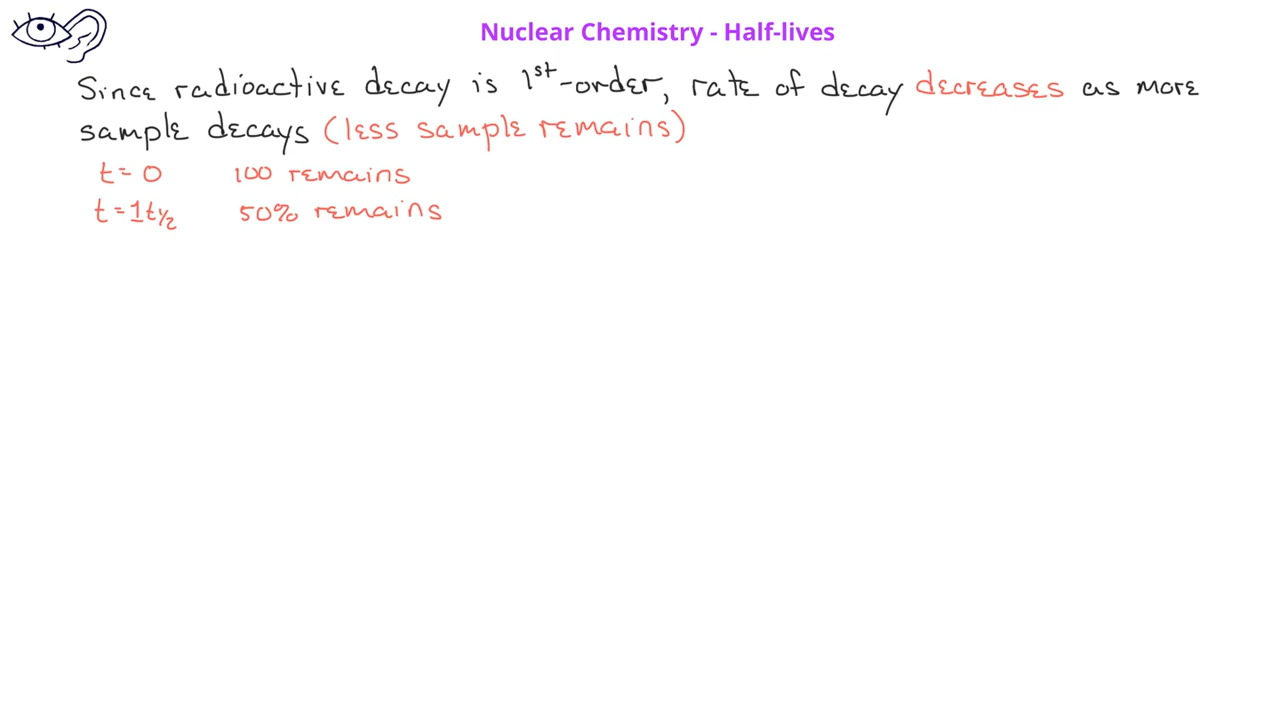 Nuclear Chemistry - Half-lives
Since radioactive decay is 1st-order, rate of decay decreases as more
sample decays (less sample remains)
t = 0 100 remains
t = 1t1/2 50% remains